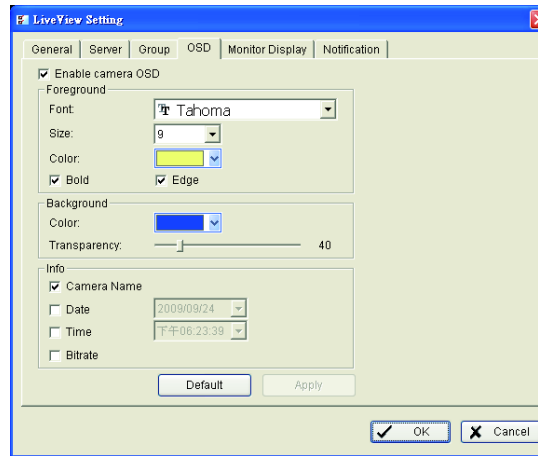 LiveView Setting
General Server Group OSD Monitor Display Notification
Enable camera OSD
Foreground
Font: Tahoma
Size: 9
Color:
Bold Edge
Background
Color:
Transparency: 40
Info
Camera Name
Date 2009/09/24
Time 下午06:23:39
Bitrate
Default Apply
OK Cancel